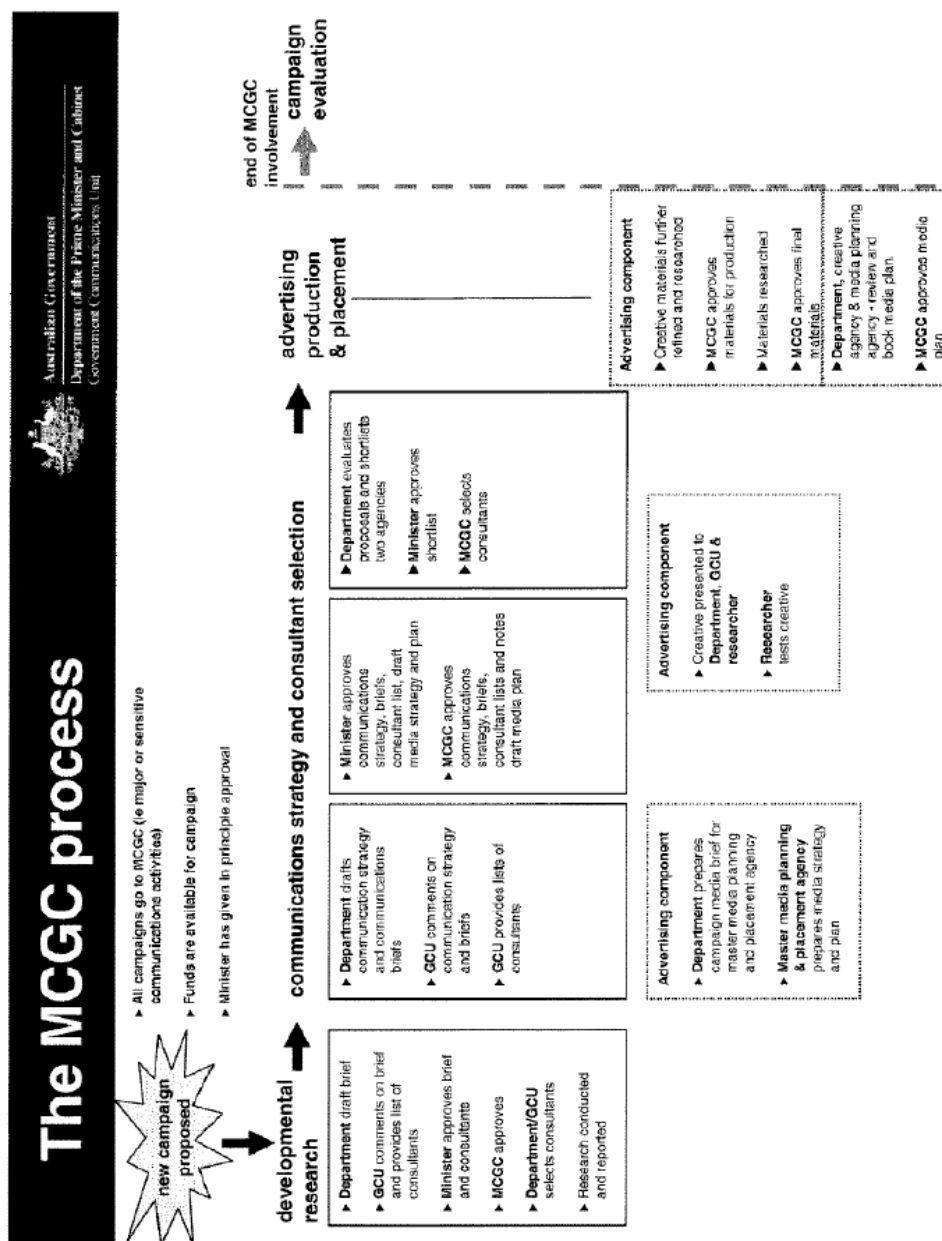 The MCGC process
Australian Government
Department of the Prime Minister and Cabinet
Government Communications Unit
new campaign
proposed
► All campaigns go to MCGC (ie major or sensitive
communications activities)
► Funds are available for campaign
► Minister has given in principle approval
developmental
research
► Department draft brief
► GCU comments on brief
and provides list of
consultants
► Minister approves brief
and consultants
► MCGC approves
► Department/GCU
selects consultants
► Research conducted
and reported
communications strategy and consultant selection
► Department drafts
communication strategy
and communications
briefs
► GCU comments on
communication strategy
and briefs
► GCU provides lists of
consultants
► Minister approves
communications
strategy, briefs,
consultant list, draft
media strategy and plan
► MCGC approves
communications
strategy, briefs,
consultant lists and notes
draft media plan
► Department evaluates
proposals and shortlists
two agencies
► Minister approves
shortlist
► MCGC selects
consultants
Advertising component
► Department prepares
campaign media brief for
master media planning
and placement agency
► Master media planning
& placement agency
prepares media strategy
and plan
Advertising component
► Creative presented to
Department, GCU &
researcher
► Researcher
tests creative
advertising
production
& placement
Advertising component
► Creative materials further
refined and researched
► MCGC approves
materials for production
► Materials researched
► MCGC approves final
materials
► Department, creative
agency & media planning
agency - review and
book media plan.
► MCGC approves media
plan
end of MCGC
involvement
campaign
evaluation